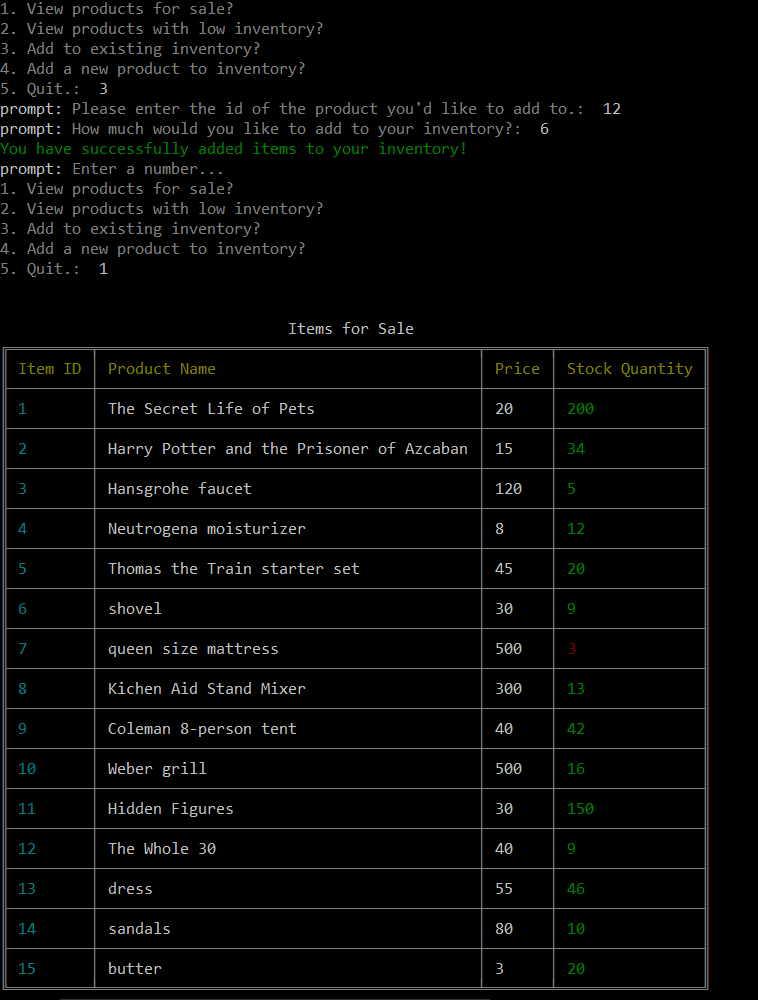 1. View products for sale?
2. View products with low inventory?
3. Add to existing inventory?
4. Add a new product to inventory?
5. Quit.:  3
prompt: Please enter the id of the product you'd like to add to.:  12
prompt: How much would you like to add to your inventory?:  6
You have successfully added items to your inventory!
prompt: Enter a number...
1. View products for sale?
2. View products with low inventory?
3. Add to existing inventory?
4. Add a new product to inventory?
5. Quit.:  1
Items for Sale
Item ID Product Name Price Stock Quantity
1 The Secret Life of Pets 20 200
2 Harry Potter and the Prisoner of Azcaban 15 34
3 Hansgrohe faucet 120 5
4 Neutrogena moisturizer 8 12
5 Thomas the Train starter set 45 20
6 shovel 30 9
7 queen size mattress 500 3
8 Kichen Aid Stand Mixer 300 13
9 Coleman 8-person tent 40 42
10 Weber grill 500 16
11 Hidden Figures 30 150
12 The Whole 30 40 9
13 dress 55 46
14 sandals 80 10
15 butter 3 20